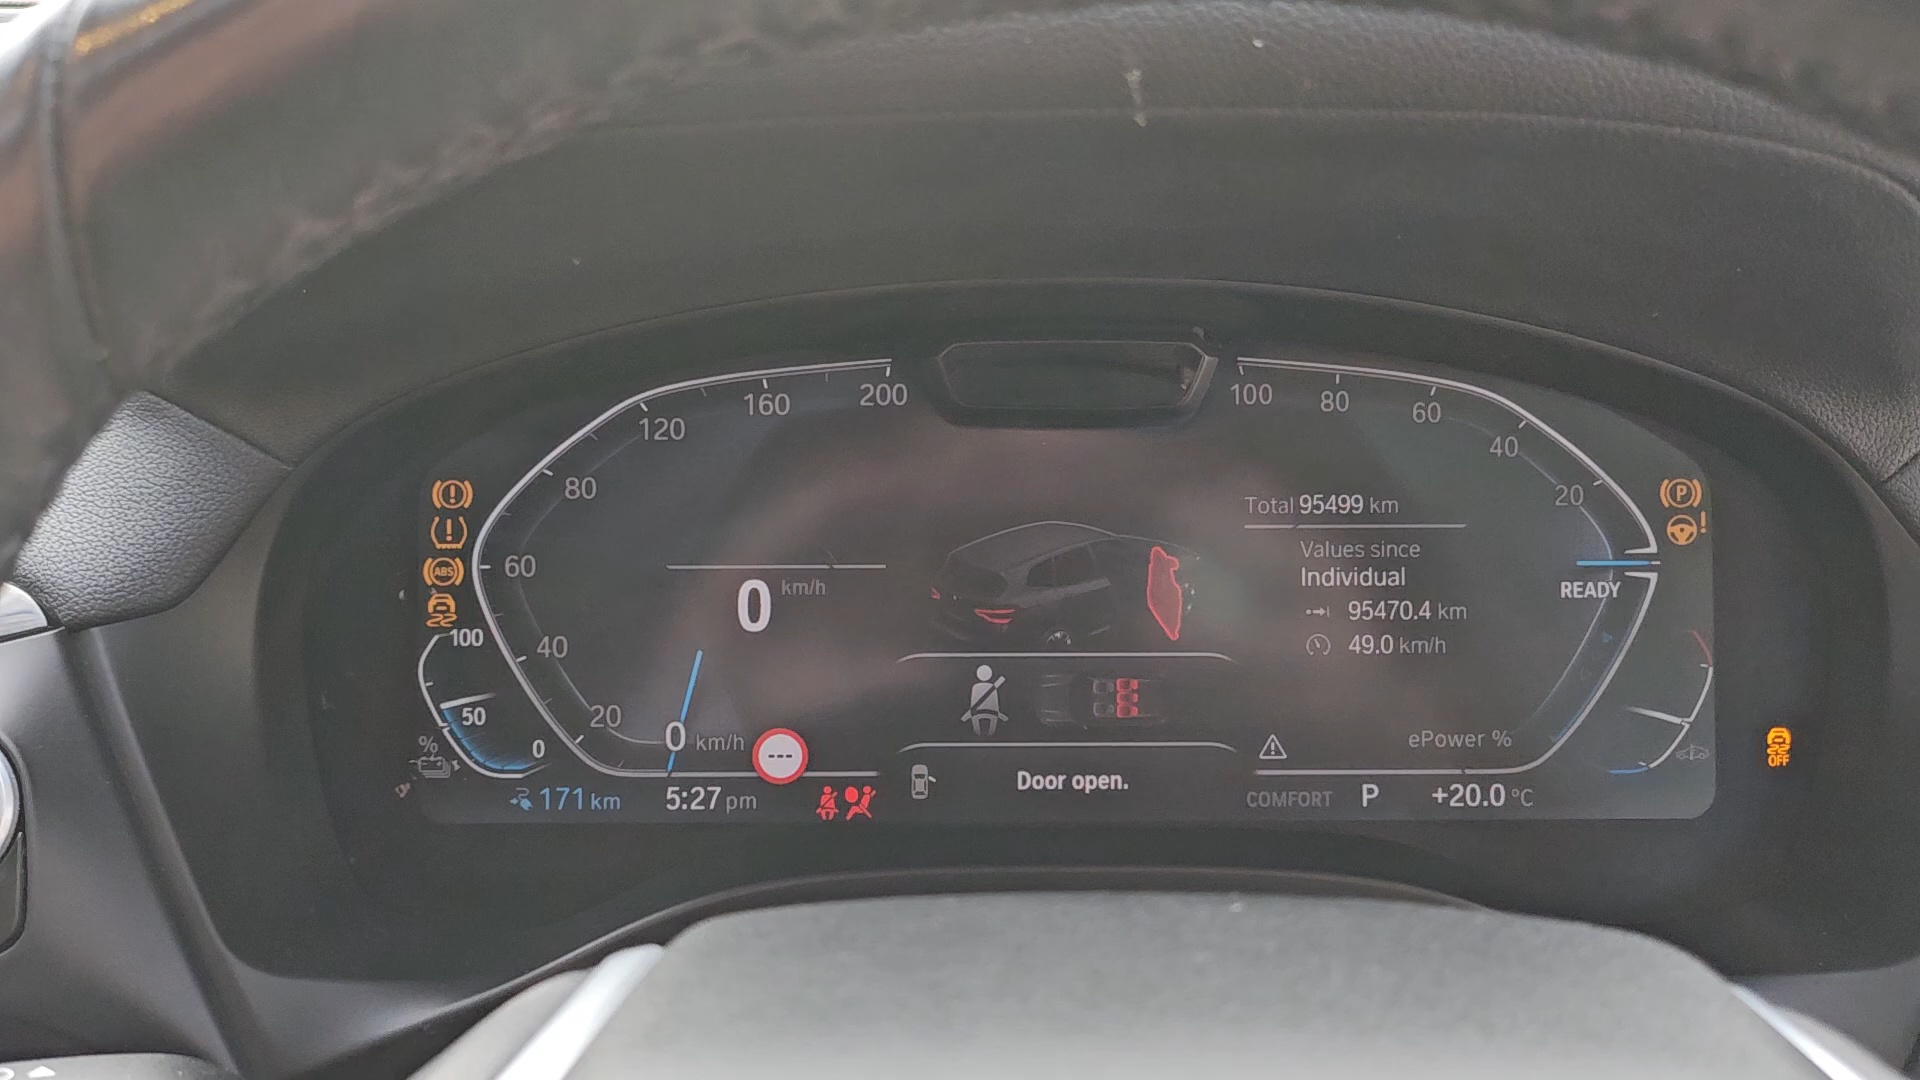 160
200
120
80
60
40
20
100
80
60
40
20
Total 95499 km
Values since
Individual
95470.4 km
49.0 km/h
READY
ABS
100
50
0
%
0 km/h
0 km/h
---
P
ePower %
171 km
5:27 pm
Door open.
COMFORT
P
+20.0 °C
OFF